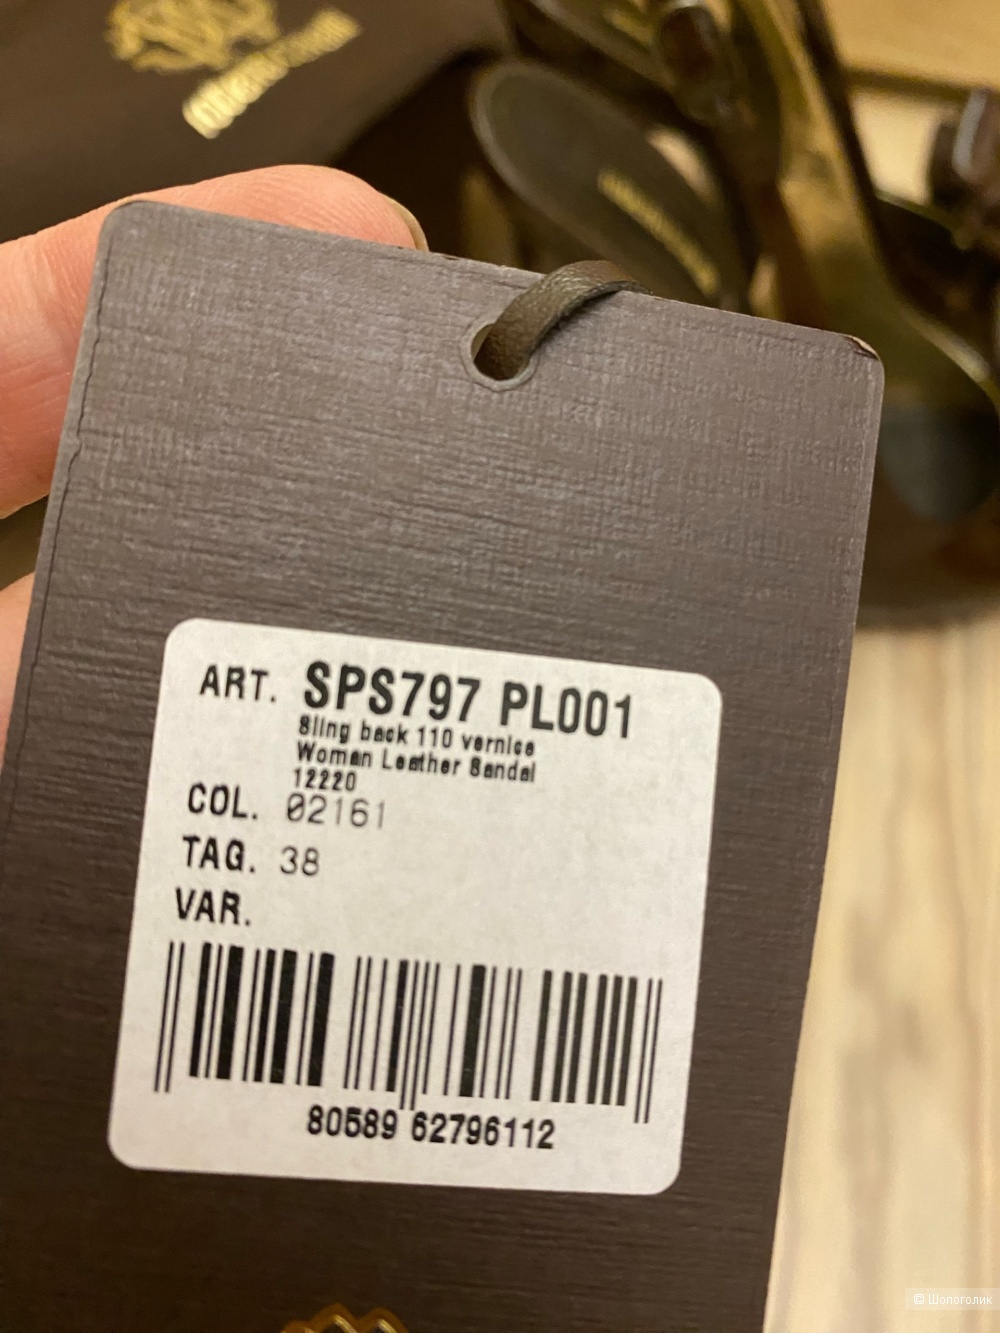 ART. SPS797 PL001
Sling back 110 vernice
Woman Leather Sandal
12220
COL. 02161
TAG. 38
VAR.
80589 62796112
© Шопоголик